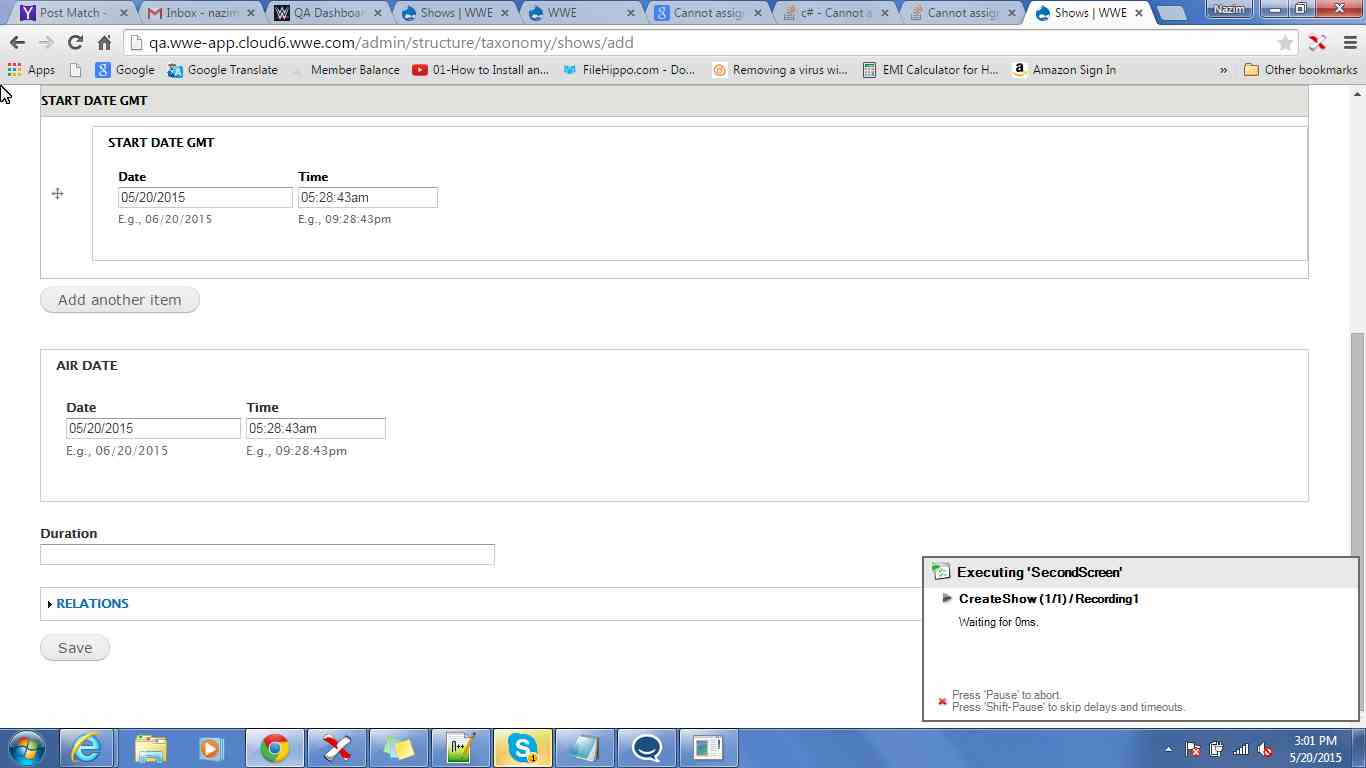 Post Match -
Inbox - nazim
QA Dashboar
Shows | WWE
WWE
Cannot assig
c# - Cannot a
Cannot assig
Shows | WWE
Nazim
qa.wwe-app.cloud6.wwe.com/admin/structure/taxonomy/shows/add
Apps
Google
Google Translate
Member Balance
01-How to Install an...
FileHippo.com - Do...
Removing a virus wi...
EMI Calculator for H...
Amazon Sign In
»
Other bookmarks
START DATE GMT
START DATE GMT
Date Time
05/20/2015 05:28:43am
E.g., 06/20/2015 E.g., 09:28:43pm
Add another item
AIR DATE
Date Time
05/20/2015 05:28:43am
E.g., 06/20/2015 E.g., 09:28:43pm
Duration
RELATIONS
Save
Executing 'SecondScreen'
CreateShow (1/1) / Recording1
Waiting for 0ms.
Press 'Pause' to abort.
Press 'Shift-Pause' to skip delays and timeouts.
3:01 PM
5/20/2015